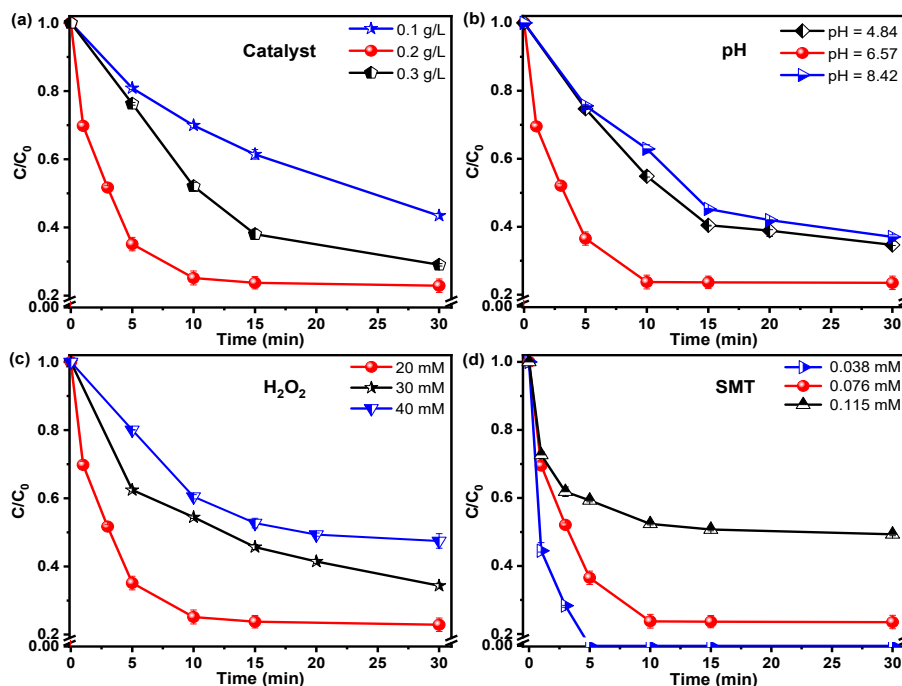 (a)
Catalyst
0.1 g/L
0.2 g/L
0.3 g/L
C/C0
1.0
0.8
0.6
0.4
0.2
0.00
0 5 10 15 20 25 30
Time (min)
(b)
pH
pH = 4.84
pH = 6.57
pH = 8.42
C/C0
1.0
0.8
0.6
0.4
0.2
0.00
0 5 10 15 20 25 30
Time (min)
(c)
H2O2
20 mM
30 mM
40 mM
C/C0
1.0
0.8
0.6
0.4
0.2
0.00
0 5 10 15 20 25 30
Time (min)
(d)
SMT
0.038 mM
0.076 mM
0.115 mM
C/C0
1.0
0.8
0.6
0.4
0.2
0.00
0 5 10 15 20 25 30
Time (min)